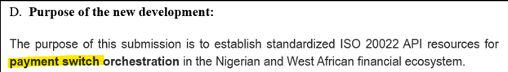 D. Purpose of the new development:
The purpose of this submission is to establish standardized ISO 20022 API resources for
payment switch orchestration in the Nigerian and West African financial ecosystem.